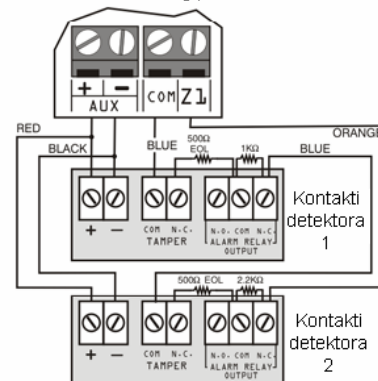 + −
AUX
COM Z1
RED
ORANGE
BLACK
BLUE
500Ω
EOL
1KΩ
BLUE
+ −
COM N.C.
TAMPER
N.O. COM N.C.
ALARM RELAY
OUTPUT
Kontakti
detektora
1
500Ω EOL
2.2KΩ
+ −
COM N.C.
TAMPER
N.O. COM N.C.
ALARM RELAY
OUTPUT
Kontakti
detektora
2